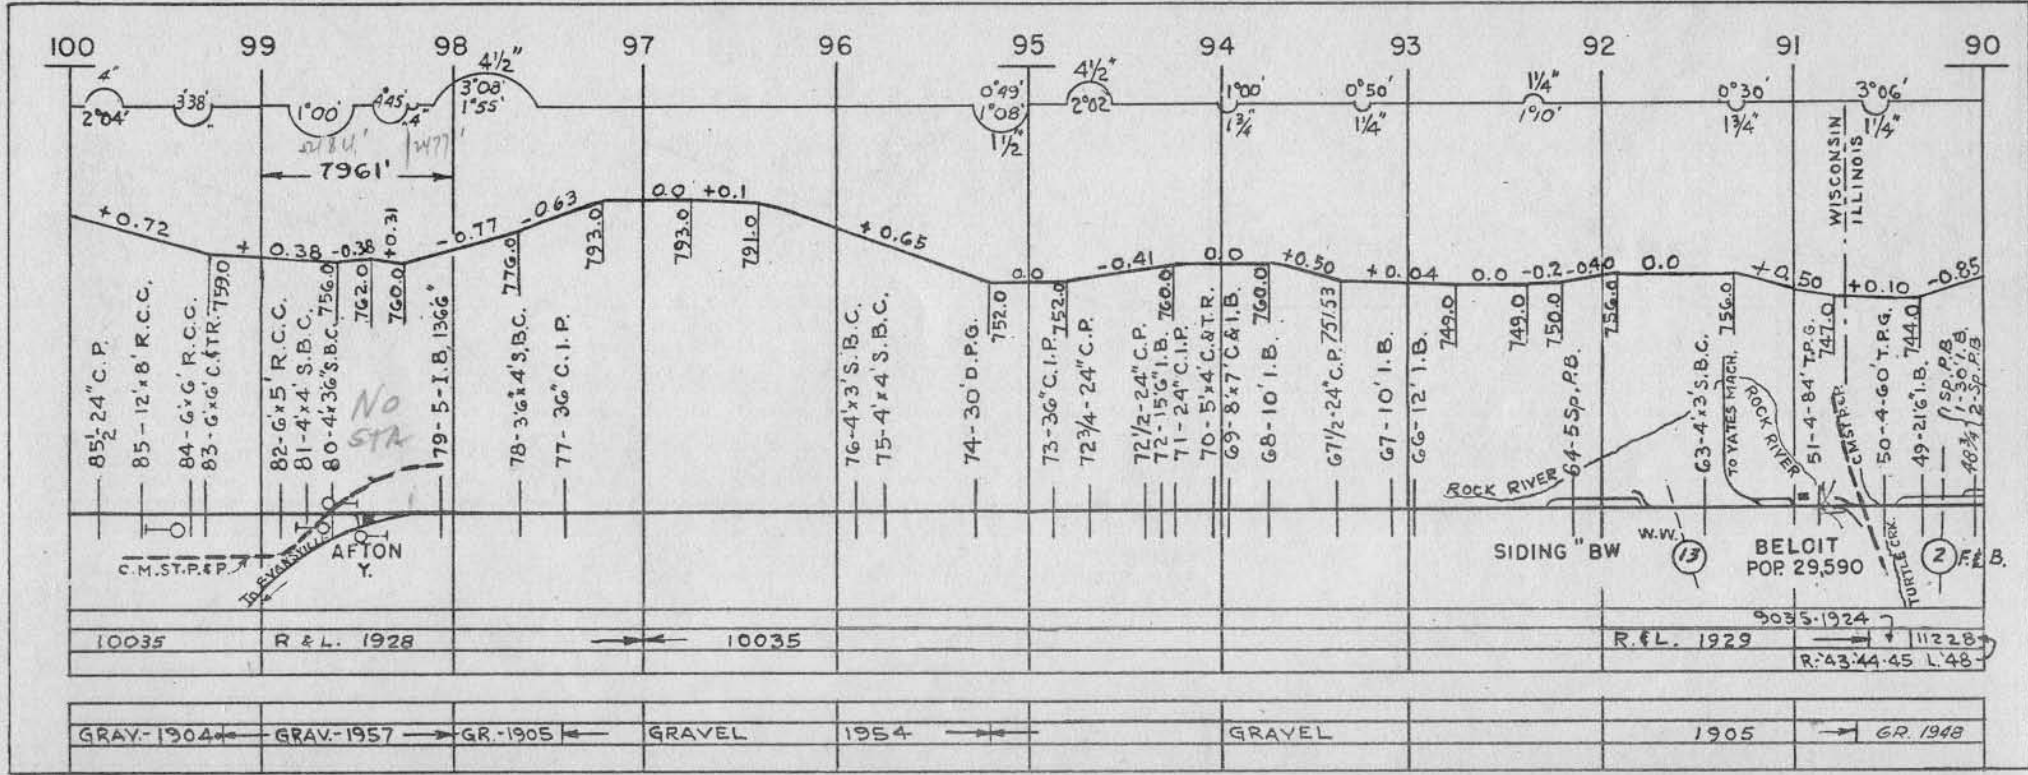 100 99 98 97 96 95 94 93 92 91 90
4" 2°04' 3°38' 1°00' 4°45' 4" 4½" 3°08' 1°55' 0°49' 1°08' 1½" 4½" 2°02 1°00' 1¾" 0°50' 1¼" 1¼" 1°10' 0°30' 1¾" 3°06' 1¼"
7961'
WISCONSIN
ILLINOIS
+0.72 + 0.38 -0.38 +0.31 -0.77 -0.63 0.0 +0.1 +0.65 0.0 -0.41 0.0 +0.50 +0.04 0.0 -0.2 -0.40 0.0 +0.50 +0.10 -0.85
759.0 756.0 762.0 760.0 776.0 793.0 793.0 791.0 752.0 752.0 760.0 760.0 751.53 749.0 749.0 750.0 756.0 756.0 747.0 744.0
85½-24" C.P.
85-12'x8' R.C.C.
84-6'x6' R.C.C.
83-6'x6' C.&T.R.
82-6'x5' R.C.C.
81-4'x4' S.B.C.
80-4'x36" S.B.C.
No
STA
79-5-I.B. 13'6"
78-3'6"x4' S.B.C.
77-36" C.I.P.
76-4'x3' S.B.C.
75-4'x4' S.B.C.
74-30' D.P.G.
73-36" C.I.P.
72¾-24" C.P.
72½-24" C.P.
72-15'6" I.B.
71-24" C.I.P.
70-5'x4' C.&T.R.
69-8'x7' C.& I.B.
68-10' I.B.
67½-24" C.P.
67-10' I.B.
66-12' I.B.
64-5 Sp.P.B.
63-4'x3' S.B.C.
TO YATES MACH.
ROCK RIVER
51-4-84' T.P.G.
C.M.ST.P.&P.
50-4-60' T.P.G.
49-21'6" I.B.
48¾
1 Sp. P.B.
1-30' I.B.
2-Sp.P.B
ROCK RIVER
C.M.ST.P.&P.
TO EVANSVILLE
AFTON
Y.
SIDING "BW
W.W.
13
BELOIT
POP. 29,590
TURTLE CRK.
2
F.& B.
9035-1924
10035 R & L. 1928 10035 R.&L. 1929 11228
R-'43-'44-45 L'48
GRAV.-1904 GRAV.-1957 GR.-1905 GRAVEL 1954 GRAVEL 1905 GR. 1948